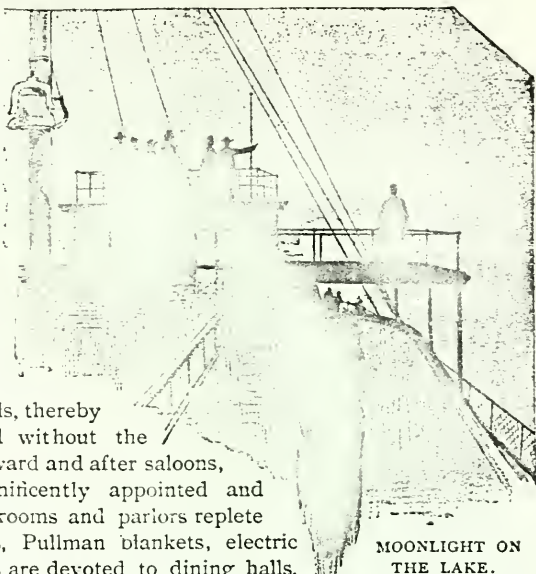 thereby
without the
ward and after saloons,
nificently appointed and
rooms and parlors replete
Pullman blankets, electric
are devoted to dining halls,
MOONLIGHT ON
THE LAKE.